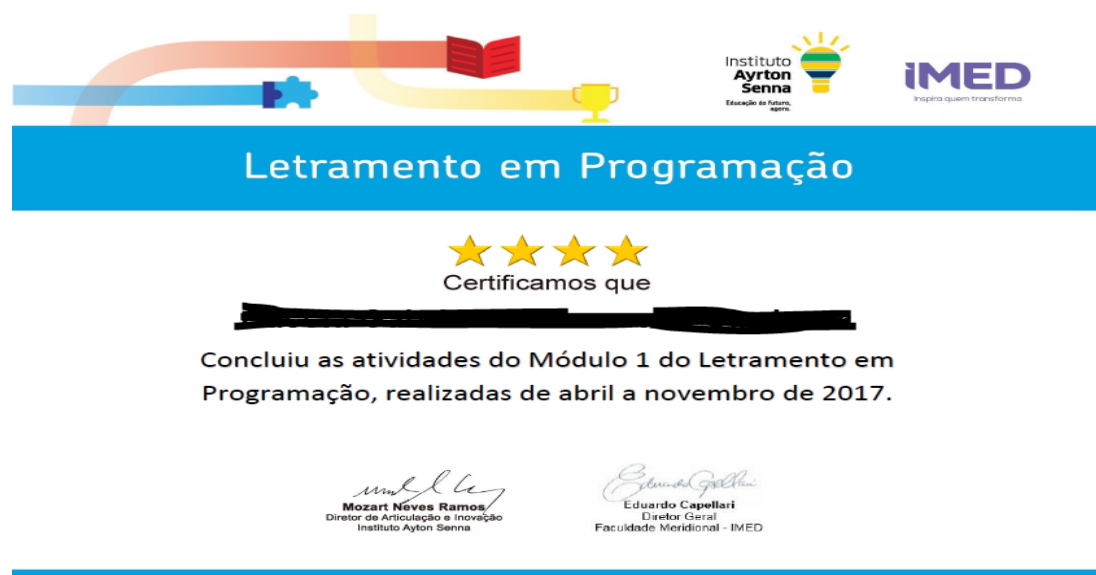 Instituto
Ayrton
Senna
Educação do futuro,
agora.
iMED
Inspira quem transforma
Letramento em Programação
Certificamos que
Concluiu as atividades do Módulo 1 do Letramento em
Programação, realizadas de abril a novembro de 2017.
Mozart Neves Ramos
Diretor de Articulação e Inovação
Instituto Ayton Senna
Eduardo Capellari
Eduardo Capellari
Diretor Geral
Faculdade Meridional - IMED